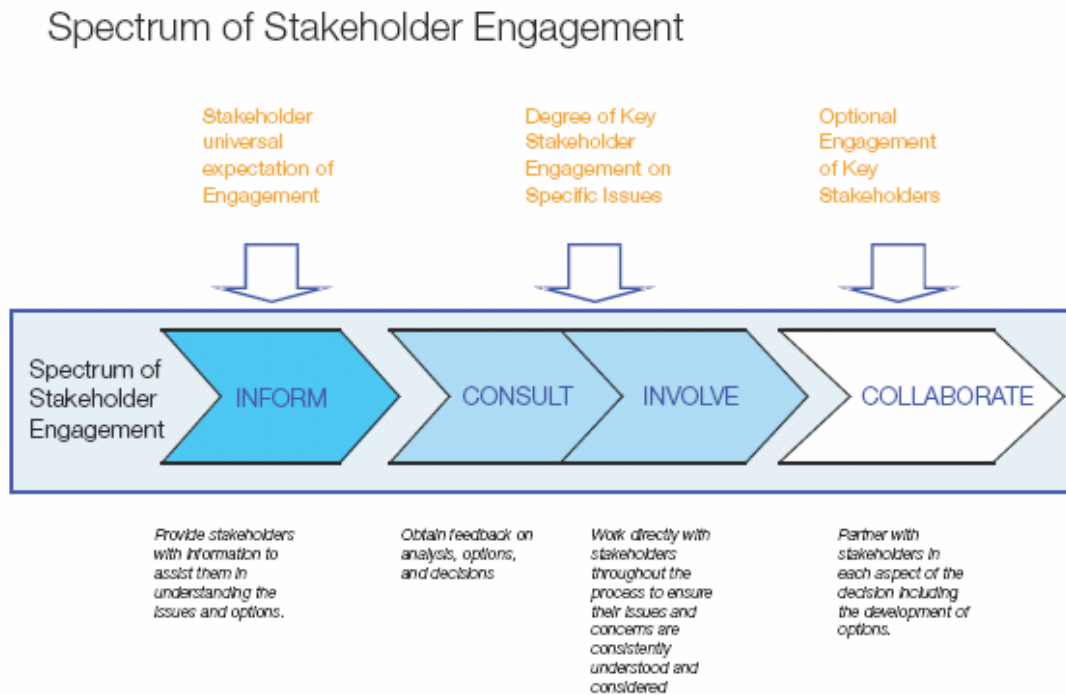 Spectrum of Stakeholder Engagement
Stakeholder
universal
expectation of
Engagement
Degree of Key
Stakeholder
Engagement on
Specific Issues
Optional
Engagement
of Key
Stakeholders
Spectrum of
Stakeholder
Engagement
INFORM
CONSULT
INVOLVE
COLLABORATE
Provide stakeholders
with information to
assist them in
understanding the
issues and options.
Obtain feedback on
analysis, options,
and decisions
Work directly with
stakeholders
throughout the
process to ensure
their issues and
concerns are
consistently
understood and
considered
Partner with
stakeholders in
each aspect of the
decision including
the development of
options.